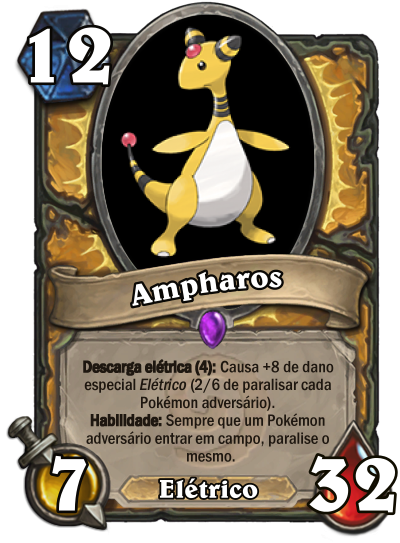 12
Ampharos
Descarga elétrica (4): Causa +8 de dano
especial Elétrico (2/6 de paralisar cada
Pokémon adversário).
Habilidade: Sempre que um Pokémon
adversário entrar em campo, paralise o
mesmo.
7
Elétrico
32